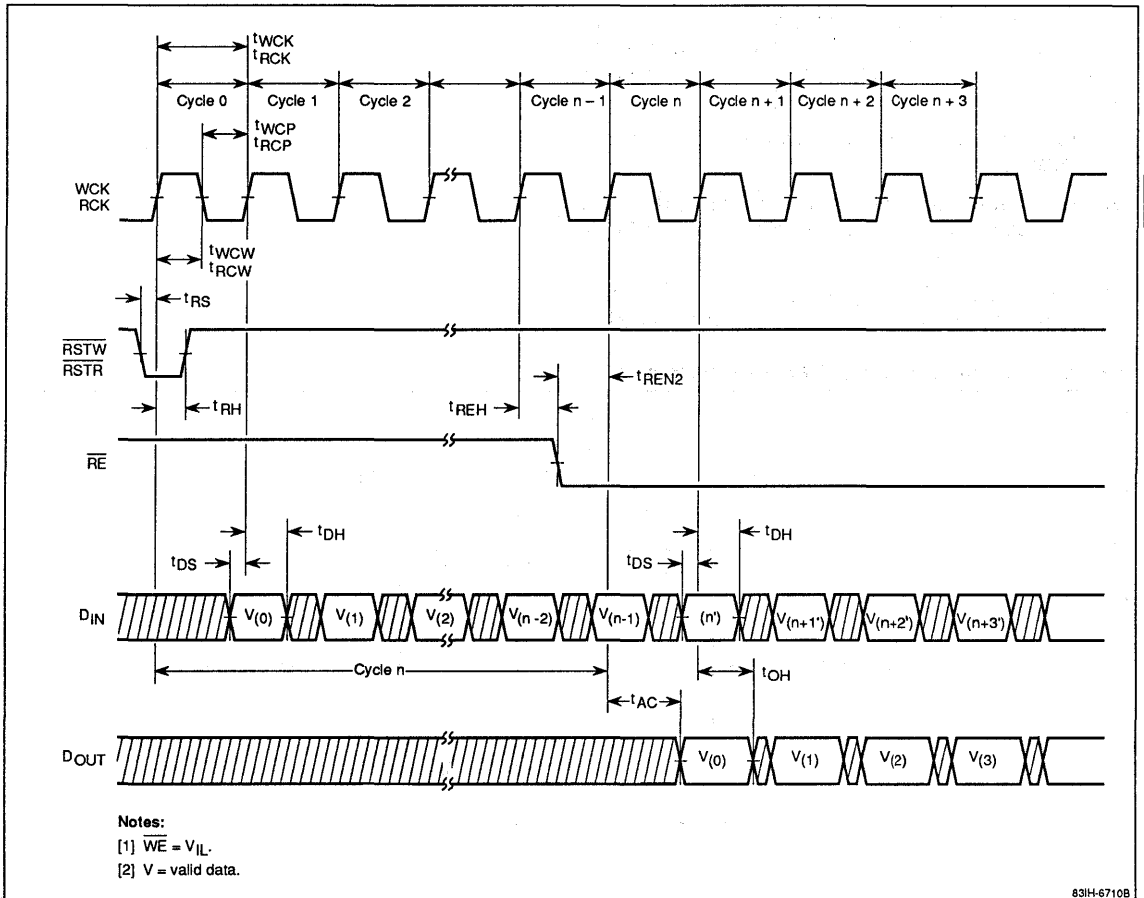 tWCK
tRCK
Cycle 0 Cycle 1 Cycle 2 Cycle n – 1 Cycle n Cycle n + 1 Cycle n + 2 Cycle n + 3
tWCP
tRCP
WCK
RCK
tWCW
tRCW
tRS
RSTW
RSTR
tRH
tREN2
tREH
RE
tDH
tDS
tDS
tDH
DIN
V(0) V(1) V(2) V(n-2) V(n-1) (n') V(n+1') V(n+2') V(n+3')
Cycle n
tOH
tAC
DOUT
V(0) V(1) V(2) V(3)
Notes:
[1] WE = VIL.
[2] V = valid data.
83IH-6710B